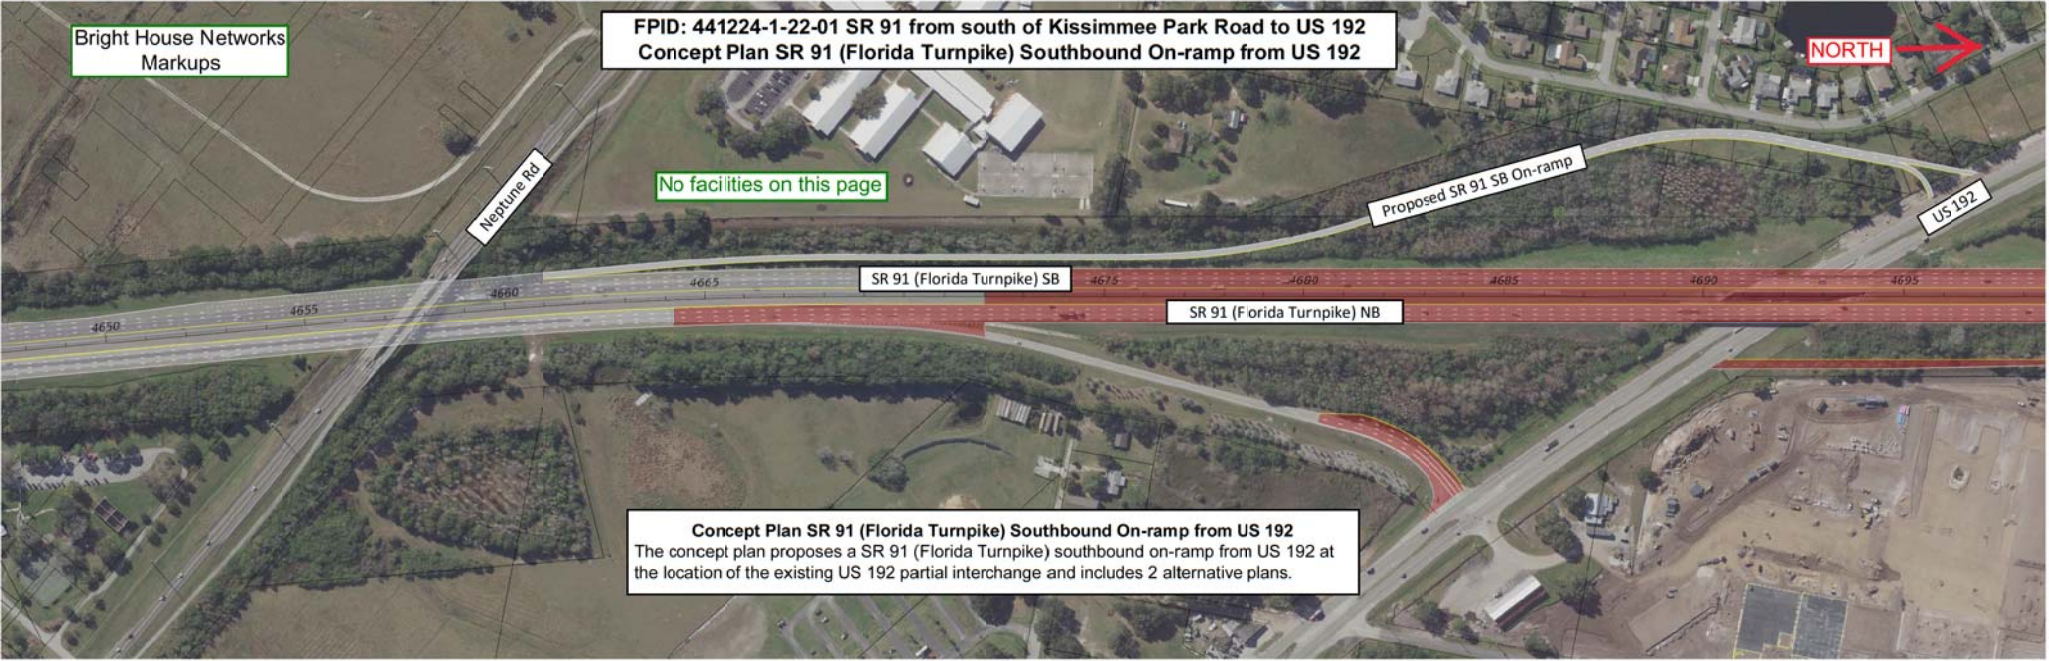 Bright House Networks
Markups
FPID: 441224-1-22-01 SR 91 from south of Kissimmee Park Road to US 192
Concept Plan SR 91 (Florida Turnpike) Southbound On-ramp from US 192
NORTH
Neptune Rd
No facilities on this page
Proposed SR 91 SB On-ramp
US 192
SR 91 (Florida Turnpike) SB
SR 91 (F orida Turnpike) NB
4650
4655
4660
4665
4675
4680
4685
4690
4695
Concept Plan SR 91 (Florida Turnpike) Southbound On-ramp from US 192
The concept plan proposes a SR 91 (Florida Turnpike) southbound on-ramp from US 192 at
the location of the existing US 192 partial interchange and includes 2 alternative plans.